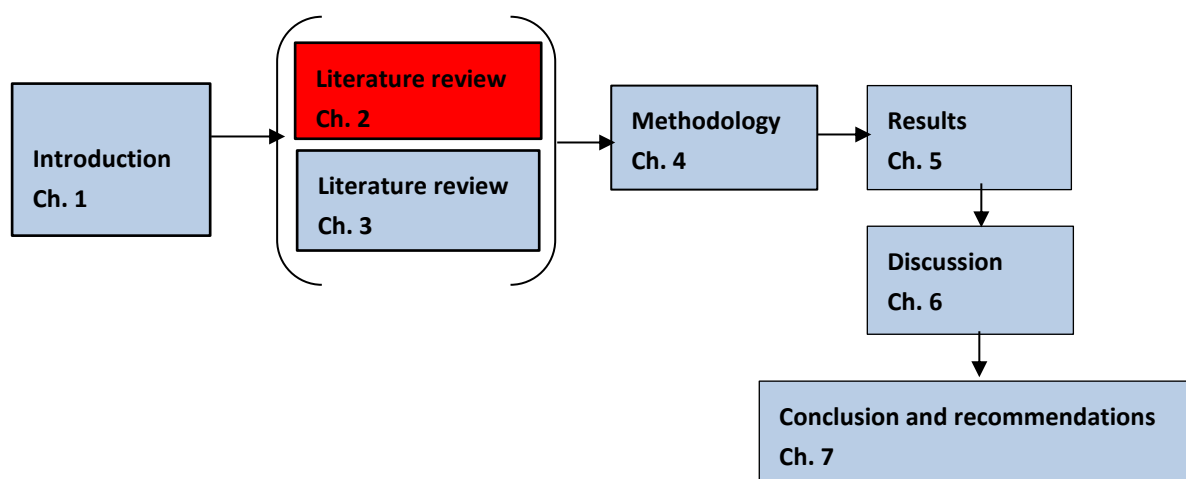 Introduction
Ch. 1
Literature review
Ch. 2
Literature review
Ch. 3
Methodology
Ch. 4
Results
Ch. 5
Discussion
Ch. 6
Conclusion and recommendations
Ch. 7